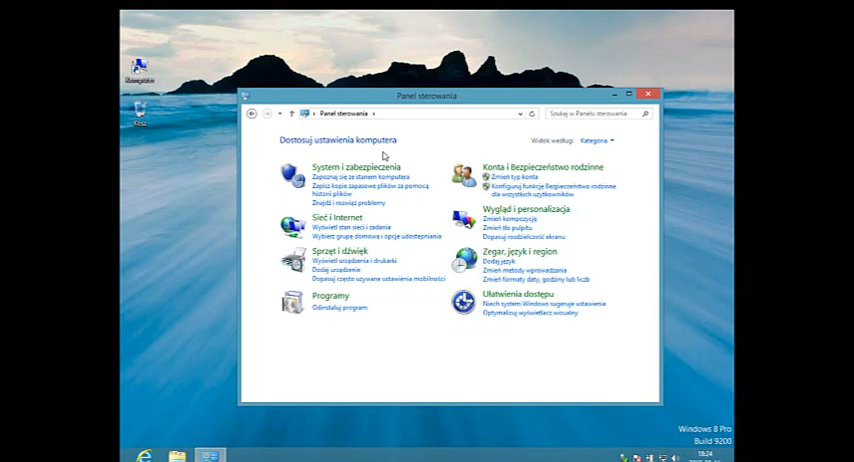 Komputer
Kosz
Panel sterowania
Panel sterowania
Szukaj w Panelu sterowania
Dostosuj ustawienia komputera
Widok według:
Kategoria
System i zabezpieczenia
Zapoznaj się ze stanem komputera
Zapisz kopie zapasowe plików za pomocą
historii plików
Znajdź i rozwiąż problemy
Sieć i Internet
Wyświetl stan sieci i zadania
Wybierz grupę domową i opcje udostępniania
Sprzęt i dźwięk
Wyświetl urządzenia i drukarki
Dodaj urządzenie
Dopasuj często używane ustawienia mobilności
Programy
Odinstaluj program
Konta i Bezpieczeństwo rodzinne
Zmień typ konta
Konfiguruj funkcję Bezpieczeństwo rodzinne
dla wszystkich użytkowników
Wygląd i personalizacja
Zmień kompozycję
Zmień tło pulpitu
Dopasuj rozdzielczość ekranu
Zegar, język i region
Dodaj język
Zmień metody wprowadzania
Zmień formaty daty, godziny lub liczb
Ułatwienia dostępu
Niech system Windows sugeruje ustawienia
Optymalizuj wyświetlacz wizualny
Windows 8 Pro
Build 9200
18:24